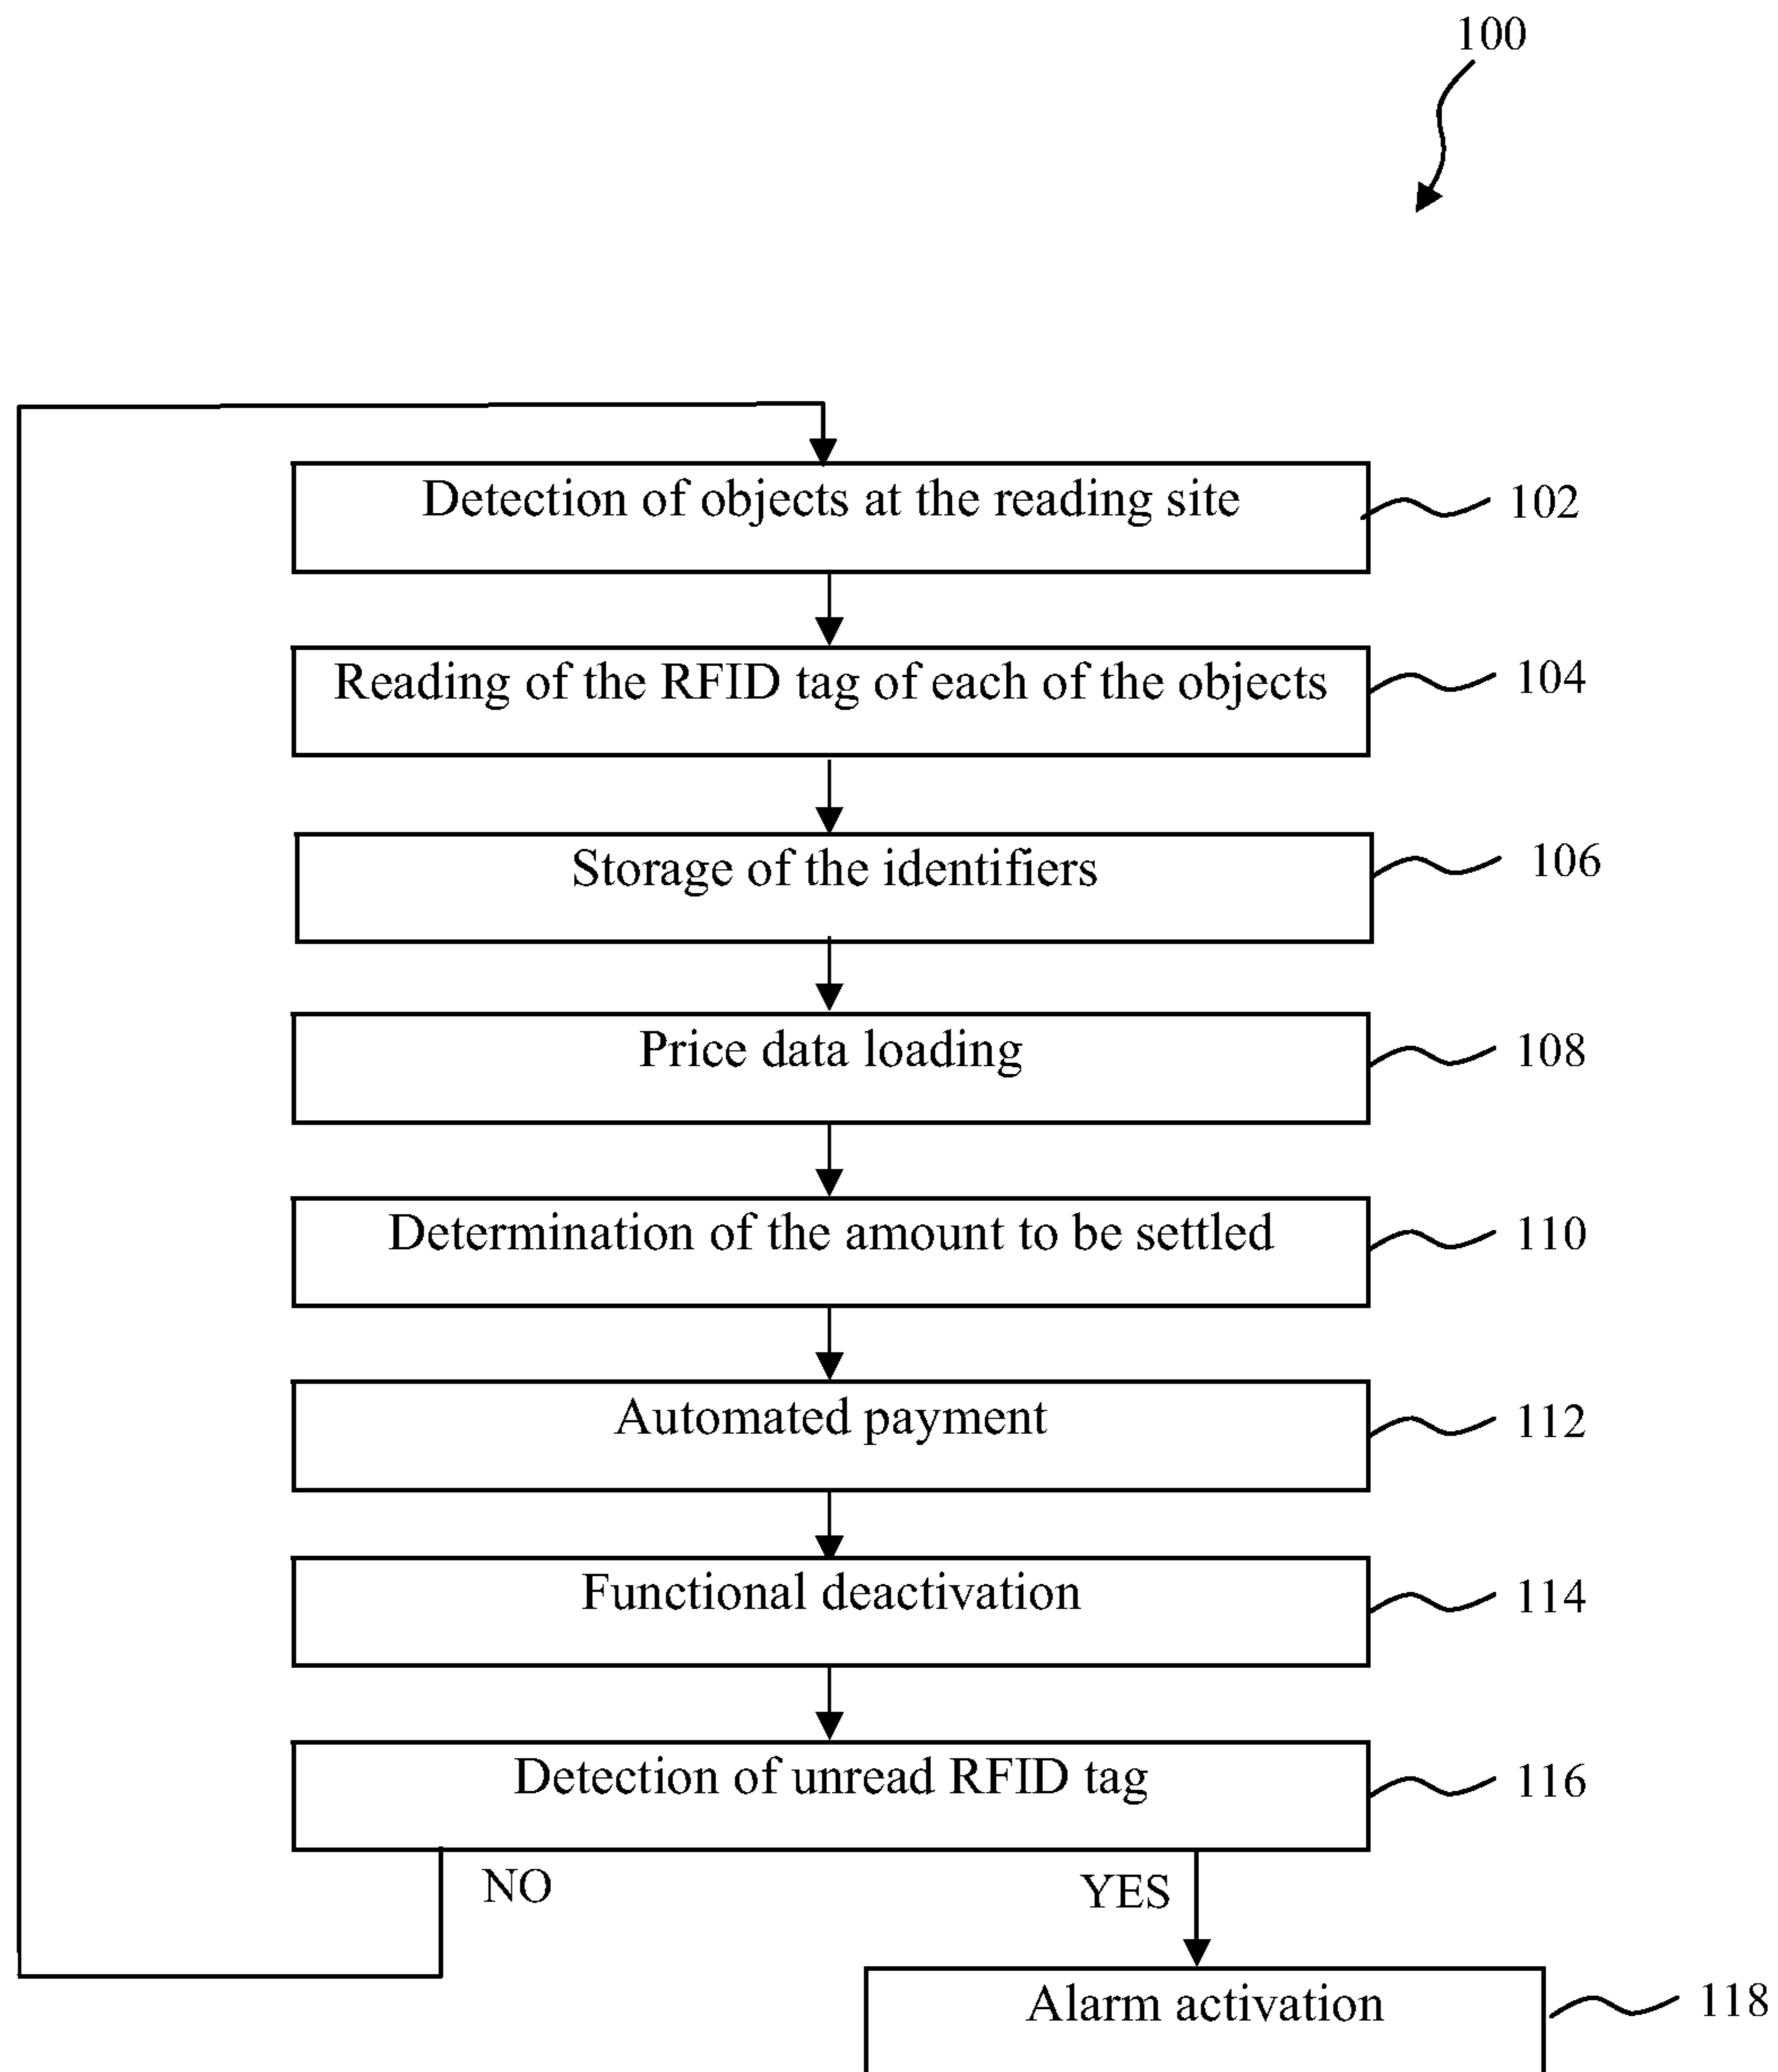 100
Detection of objects at the reading site
102
Reading of the RFID tag of each of the objects
104
Storage of the identifiers
106
Price data loading
108
Determination of the amount to be settled
110
Automated payment
112
Functional deactivation
114
Detection of unread RFID tag
116
NO
YES
Alarm activation
118